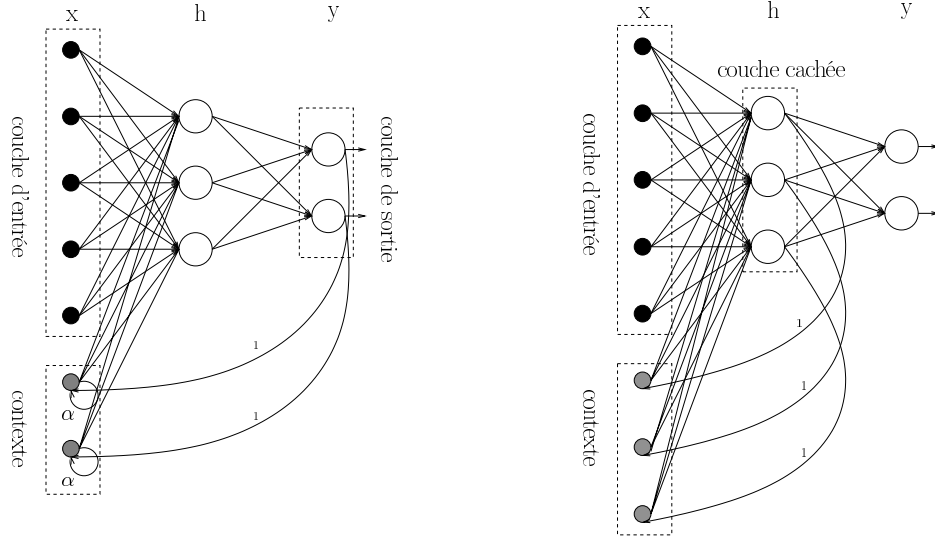 x
h
y
couche d'entrée
couche de sortie
contexte
1
1
α
α
x
h
y
couche cachée
couche d'entrée
contexte
1
1
1